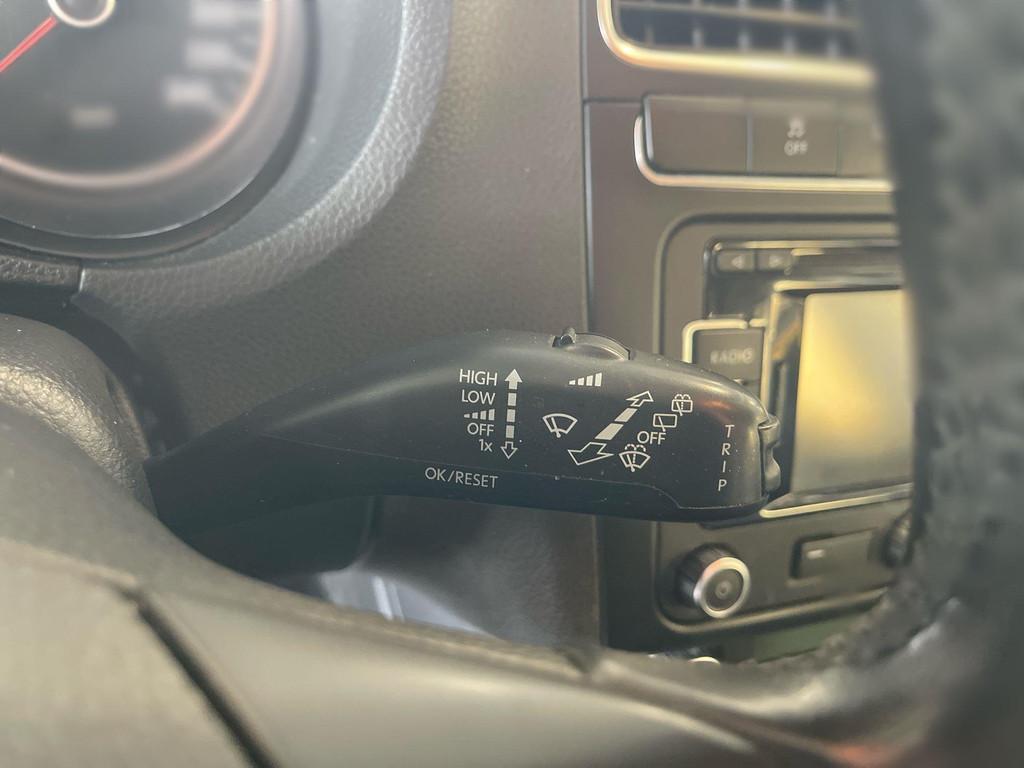 OFF
RADIO
HIGH
LOW
OFF
1x
OK/RESET
OFF
TRIP